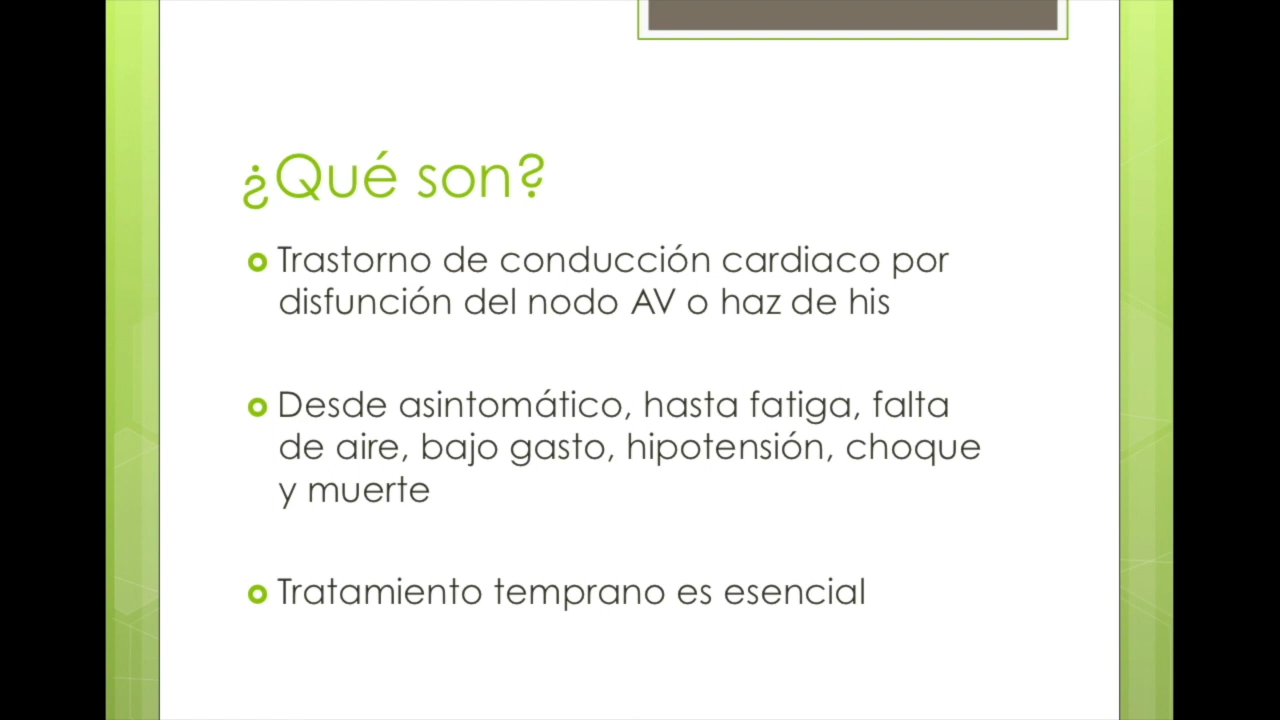 ¿Qué son?
Trastorno de conducción cardiaco por
disfunción del nodo AV o haz de his
Desde asintomático, hasta fatiga, falta
de aire, bajo gasto, hipotensión, choque
y muerte
Tratamiento temprano es esencial